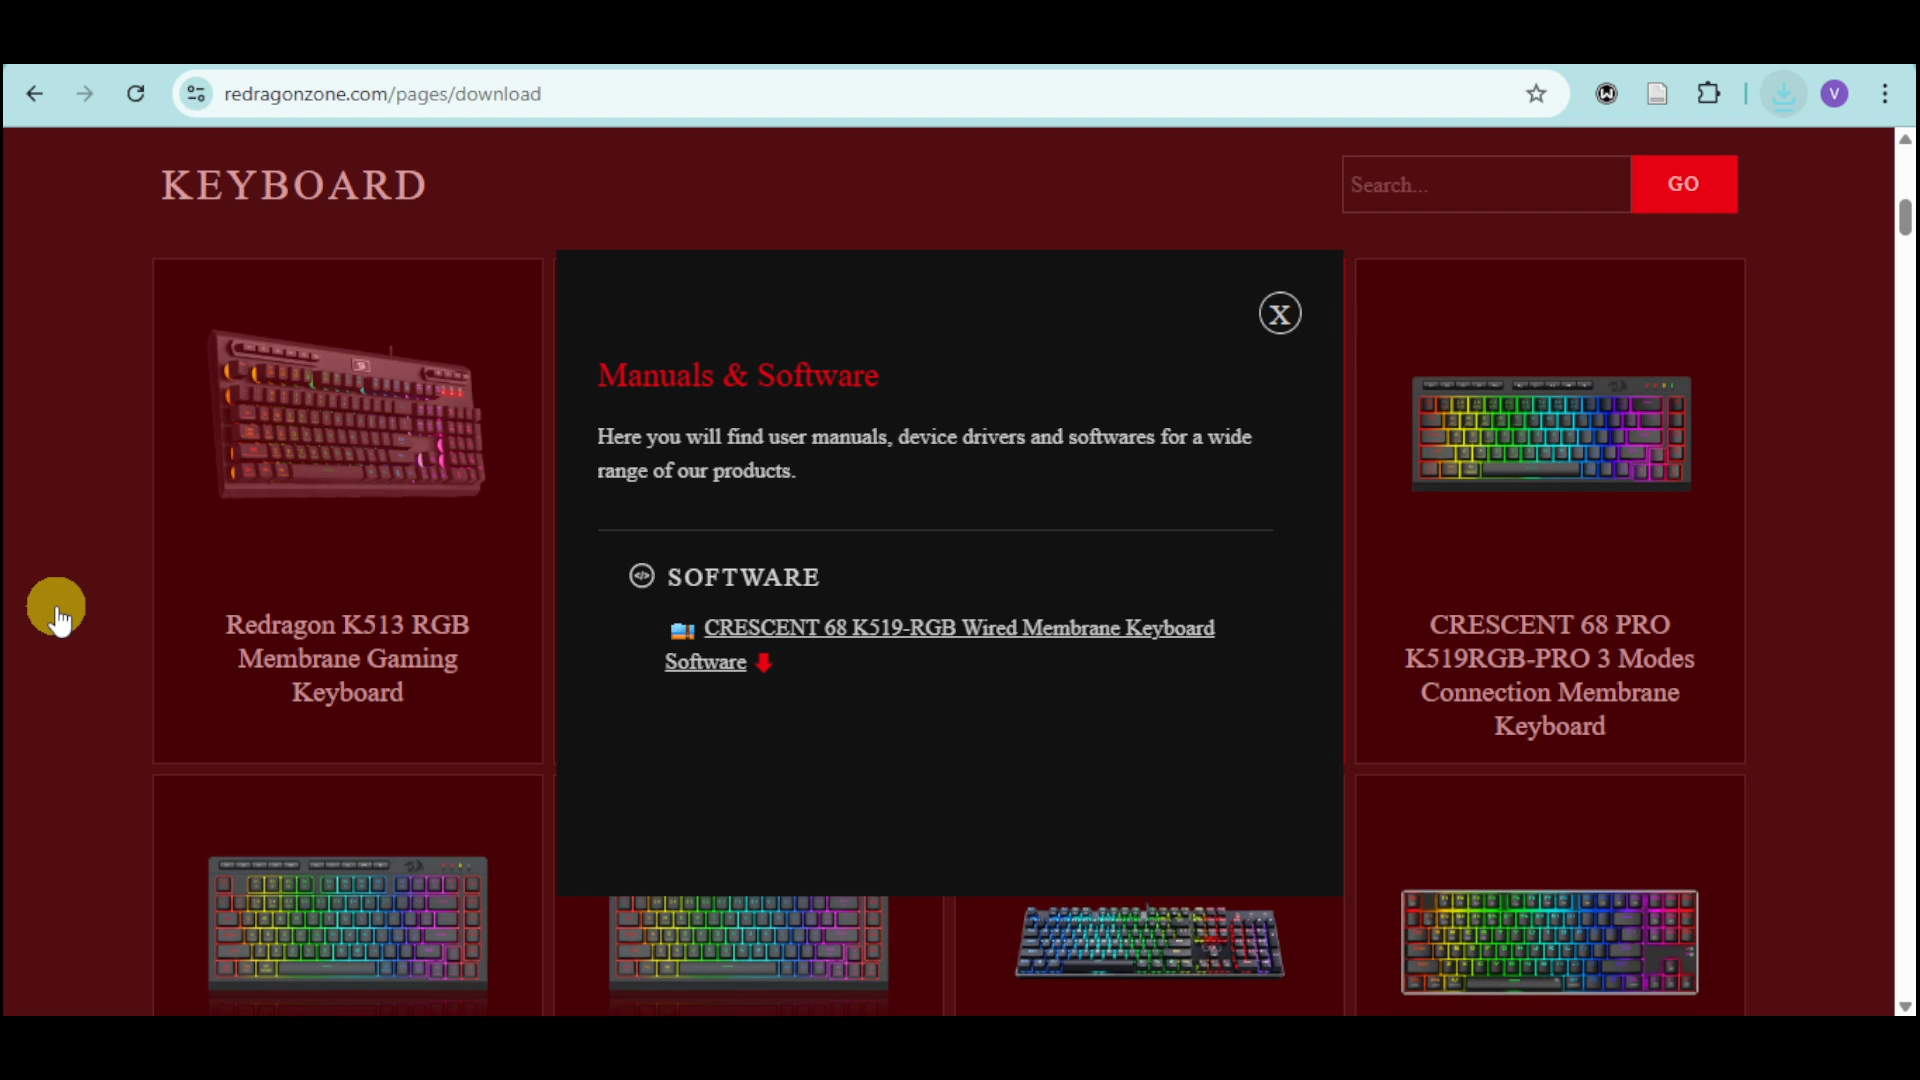 redragonzone.com/pages/download
V
KEYBOARD
Search...
GO
X
Manuals & Software
Here you will find user manuals, device drivers and softwares for a wide
range of our products.
SOFTWARE
CRESCENT 68 K519-RGB Wired Membrane Keyboard
Software
Redragon K513 RGB
Membrane Gaming
Keyboard
CRESCENT 68 PRO
K519RGB-PRO 3 Modes
Connection Membrane
Keyboard